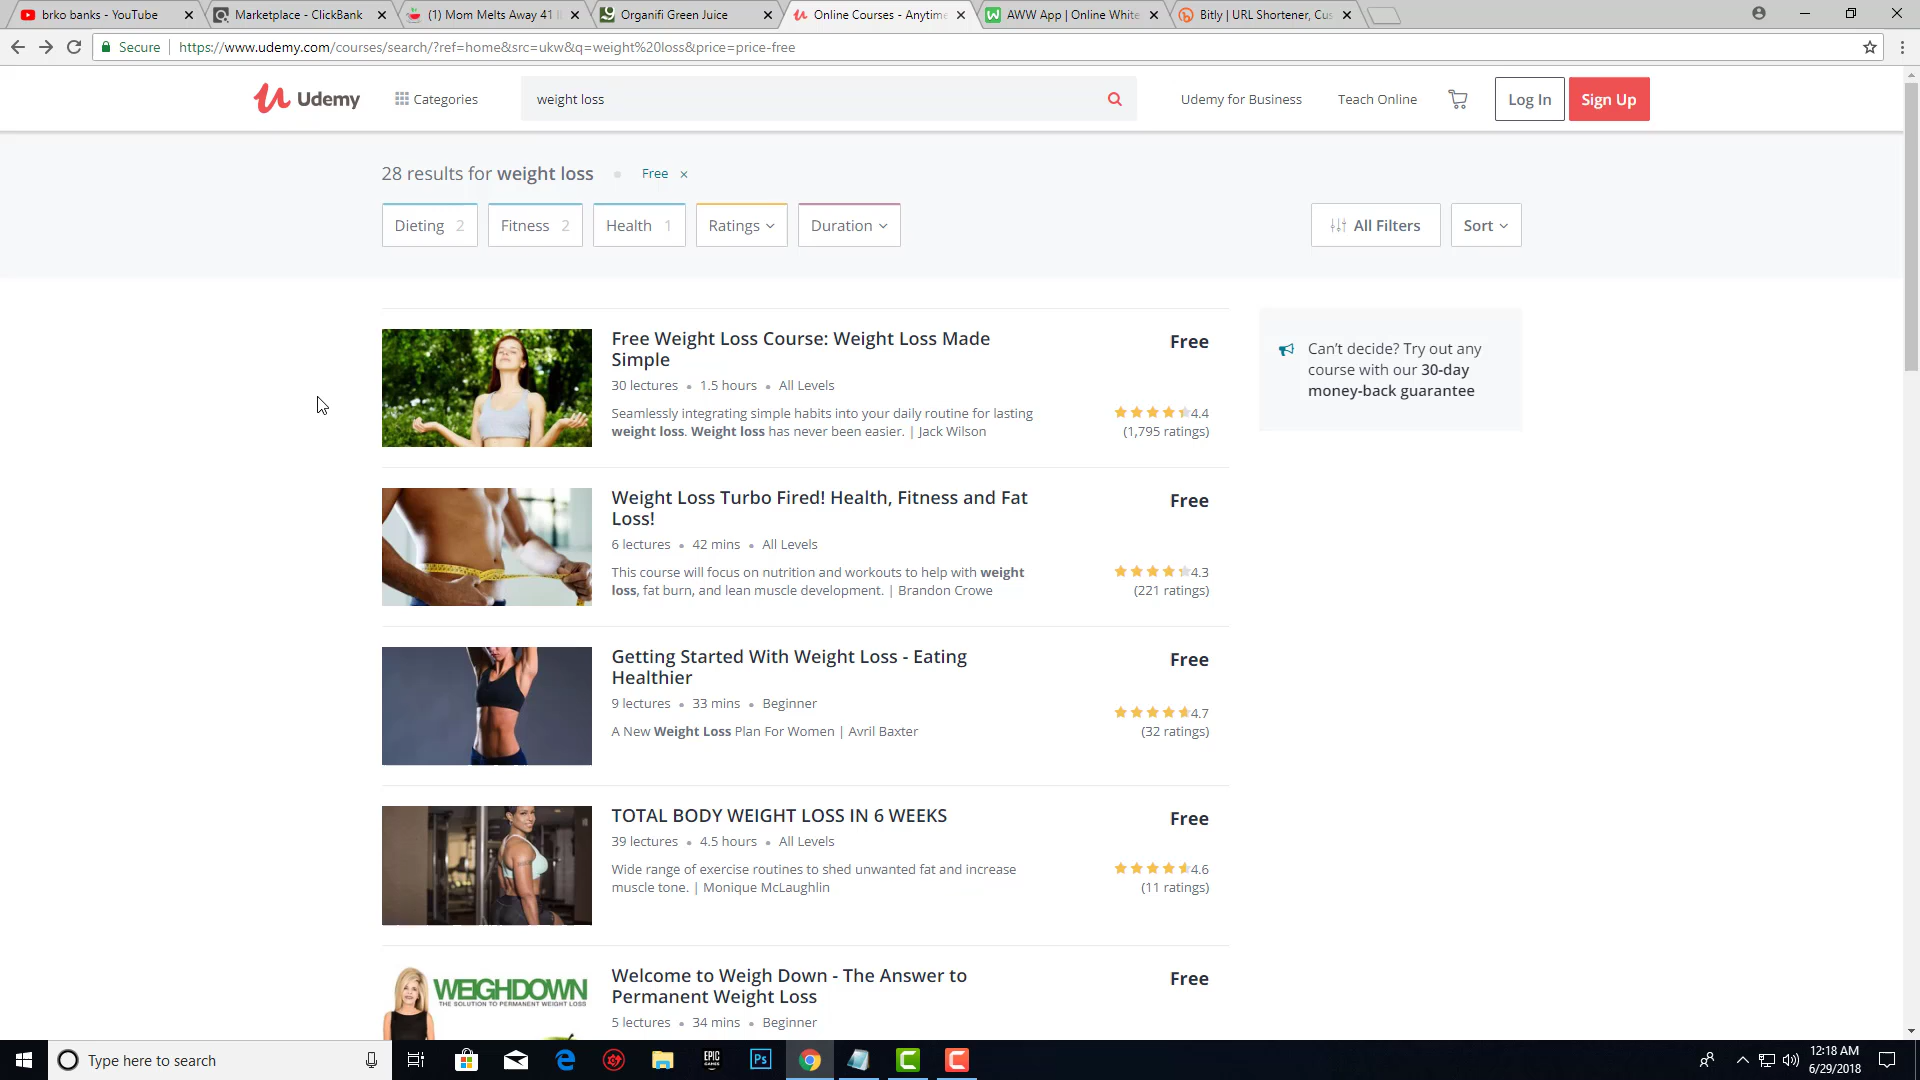 brko banks - YouTube
Marketplace - ClickBank
(1) Mom Melts Away 41
Organifi Green Juice
Online Courses - Anytime
AWW App | Online White
Bitly | URL Shortener, Cus
Secure
https://www.udemy.com/courses/search/?ref=home&src=ukw&q=weight%20loss&price=price-free
Udemy
Categories
weight loss
Udemy for Business
Teach Online
Log In
Sign Up
28 results for weight loss
Free ×
Dieting 2
Fitness 2
Health 1
Ratings
Duration
All Filters
Sort
Free Weight Loss Course: Weight Loss Made
Simple
Free
30 lectures • 1.5 hours • All Levels
Seamlessly integrating simple habits into your daily routine for lasting
weight loss. Weight loss has never been easier. | Jack Wilson
4.4
(1,795 ratings)
Can't decide? Try out any
course with our 30-day
money-back guarantee
Weight Loss Turbo Fired! Health, Fitness and Fat
Loss!
Free
6 lectures • 42 mins • All Levels
This course will focus on nutrition and workouts to help with weight
loss, fat burn, and lean muscle development. | Brandon Crowe
4.3
(221 ratings)
Getting Started With Weight Loss - Eating
Healthier
Free
9 lectures • 33 mins • Beginner
A New Weight Loss Plan For Women | Avril Baxter
4.7
(32 ratings)
TOTAL BODY WEIGHT LOSS IN 6 WEEKS
Free
39 lectures • 4.5 hours • All Levels
Wide range of exercise routines to shed unwanted fat and increase
muscle tone. | Monique McLaughlin
4.6
(11 ratings)
WEIGHDOWN
THE SOLUTION TO PERMANENT WEIGHT LOSS
Welcome to Weigh Down - The Answer to
Permanent Weight Loss
Free
5 lectures • 34 mins • Beginner
Type here to search
EPIC
GAMES
Ps
12:18 AM
6/29/2018